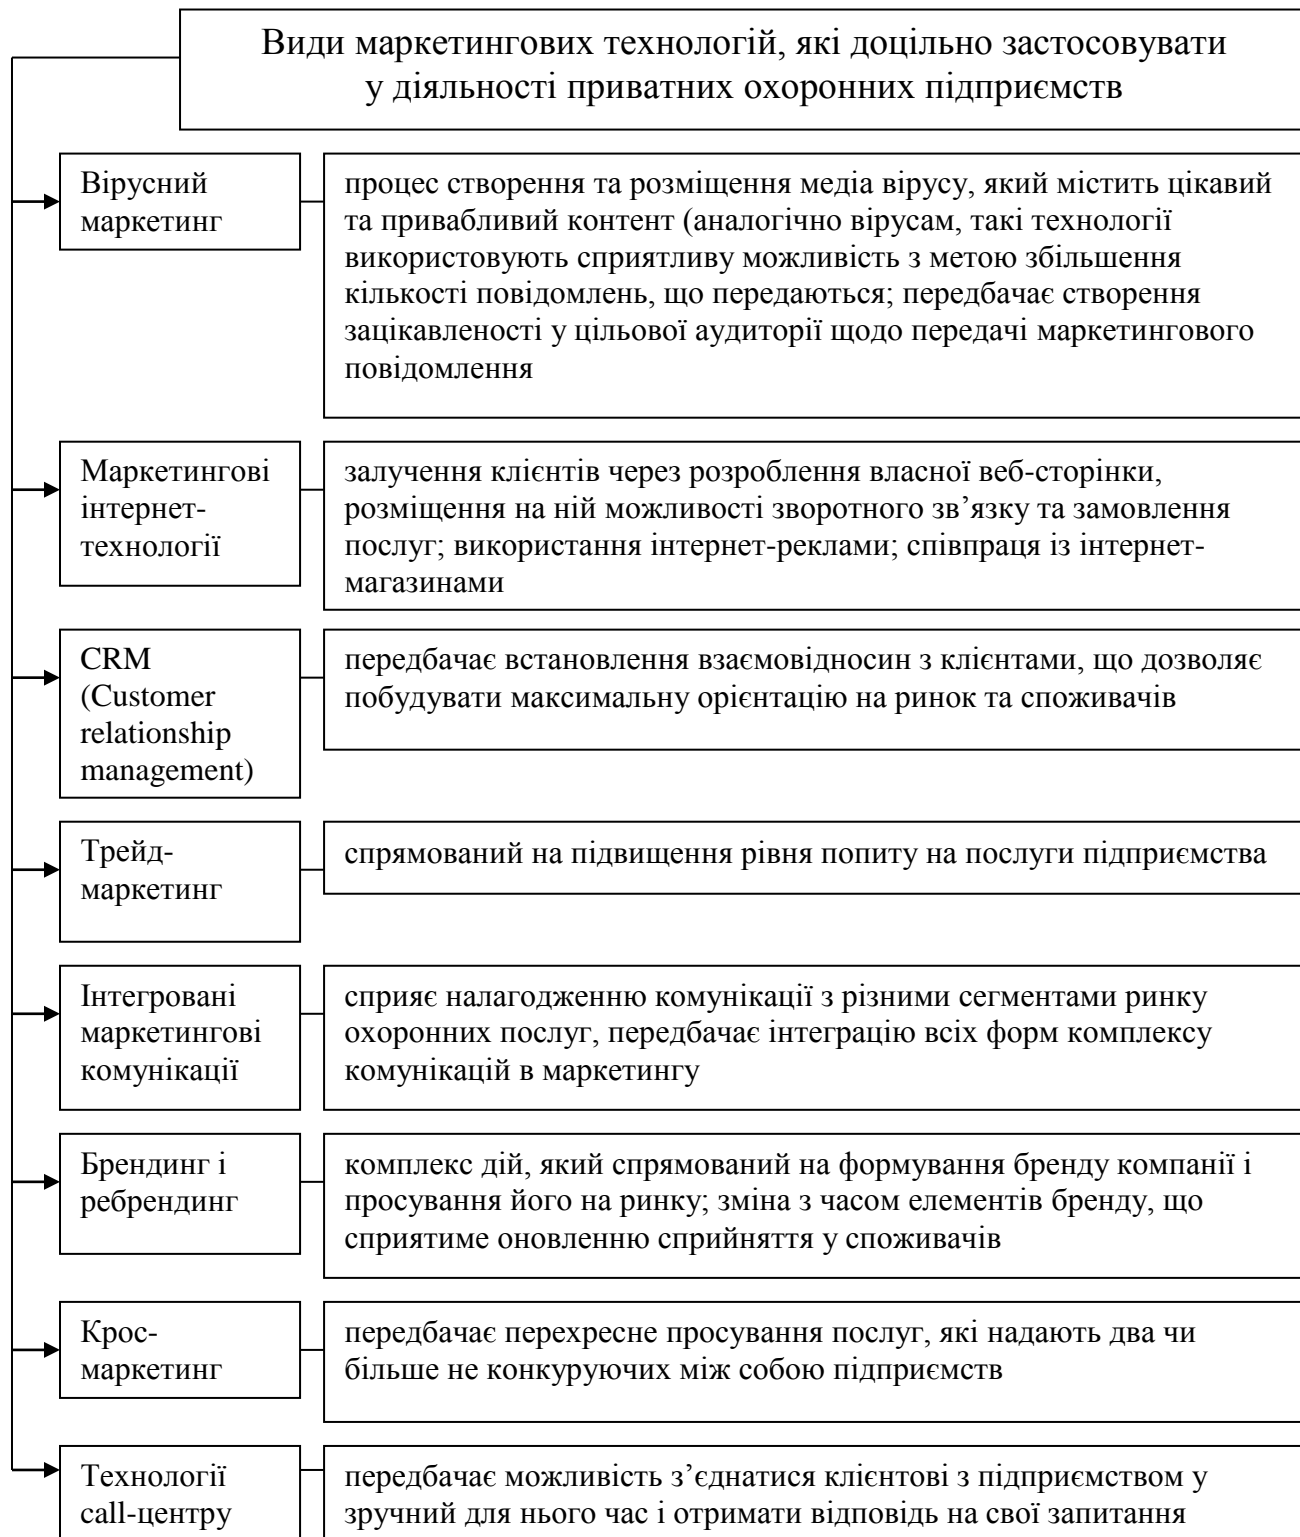 Види маркетингових технологій, які доцільно застосовувати
у діяльності приватних охоронних підприємств
Вірусний
маркетинг
процес створення та розміщення медіа вірусу, який містить цікавий
та привабливий контент (аналогічно вірусам, такі технології
використовують сприятливу можливість з метою збільшення
кількості повідомлень, що передаються; передбачає створення
зацікавленості у цільової аудиторії щодо передачі маркетингового
повідомлення
Маркетингові
інтернет-
технології
залучення клієнтів через розроблення власної веб-сторінки,
розміщення на ній можливості зворотного зв’язку та замовлення
послуг; використання інтернет-реклами; співпраця із інтернет-
магазинами
CRM
(Customer
relationship
management)
передбачає встановлення взаємовідносин з клієнтами, що дозволяє
побудувати максимальну орієнтацію на ринок та споживачів
Трейд-
маркетинг
спрямований на підвищення рівня попиту на послуги підприємства
Інтегровані
маркетингові
комунікації
сприяє налагодженню комунікації з різними сегментами ринку
охоронних послуг, передбачає інтеграцію всіх форм комплексу
комунікацій в маркетингу
Брендинг і
ребрендинг
комплекс дій, який спрямований на формування бренду компанії і
просування його на ринку; зміна з часом елементів бренду, що
сприятиме оновленню сприйняття у споживачів
Крос-
маркетинг
передбачає перехресне просування послуг, які надають два чи
більше не конкуруючих між собою підприємств
Технології
call-центру
передбачає можливість з’єднатися клієнтові з підприємством у
зручний для нього час і отримати відповідь на свої запитання